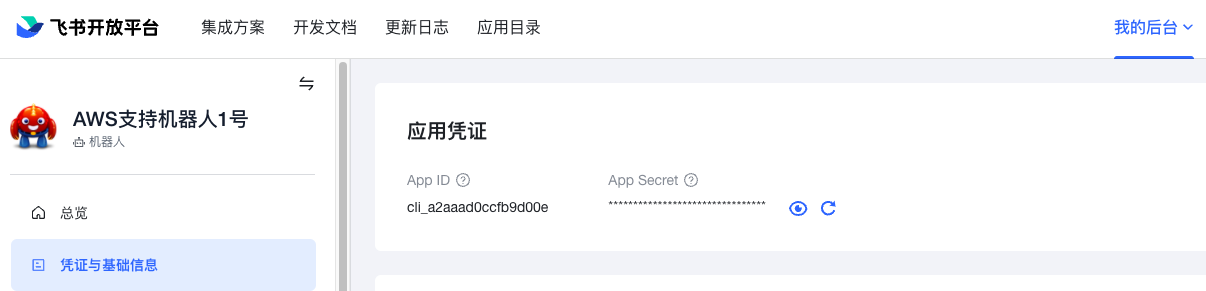 飞书开放平台 集成方案 开发文档 更新日志 应用目录 我的后台
AWS支持机器人1号
机器人
总览
凭证与基础信息
应用凭证
App ID App Secret
cli_a2aaad0ccfb9d00e ********************************